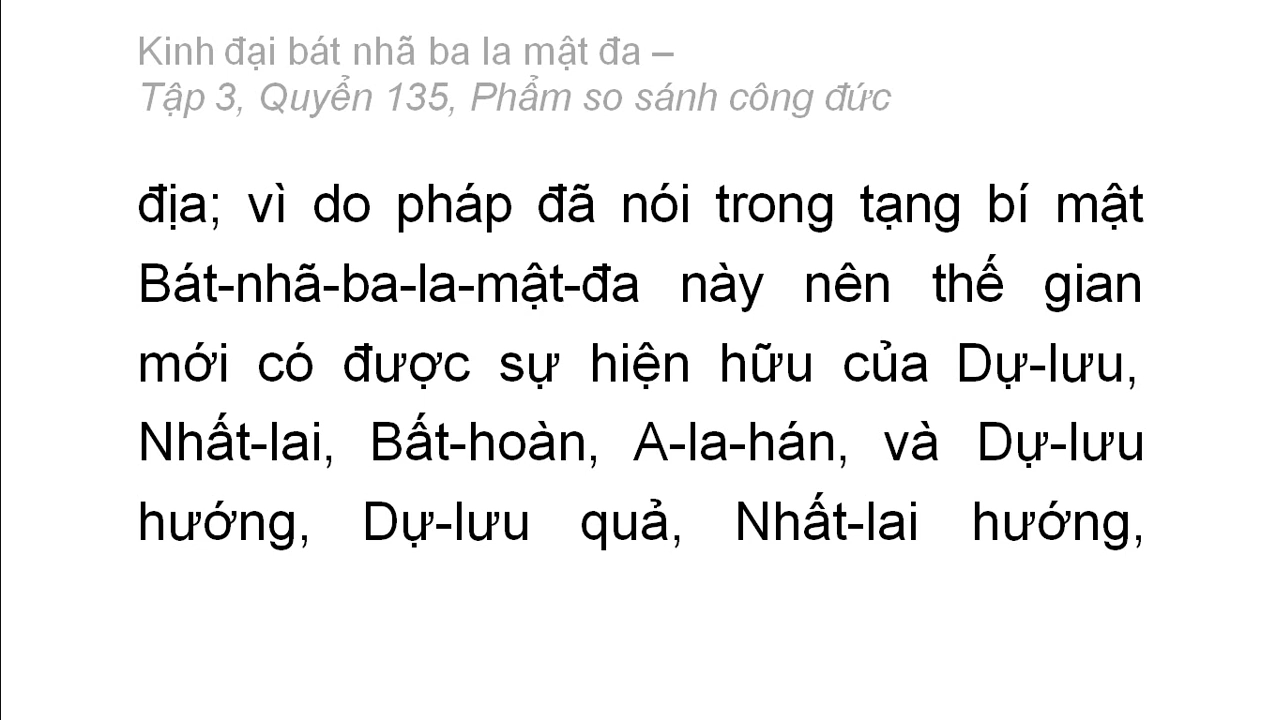 Kinh đại bát nhã ba la mật đa –
Tập 3, Quyển 135, Phẩm so sánh công đức
địa; vì do pháp đã nói trong tạng bí mật
Bát-nhã-ba-la-mật-đa này nên thế gian
mới có được sự hiện hữu của Dự-lưu,
Nhất-lai, Bất-hoàn, A-la-hán, và Dự-lưu
hướng, Dự-lưu quả, Nhất-lai hướng,